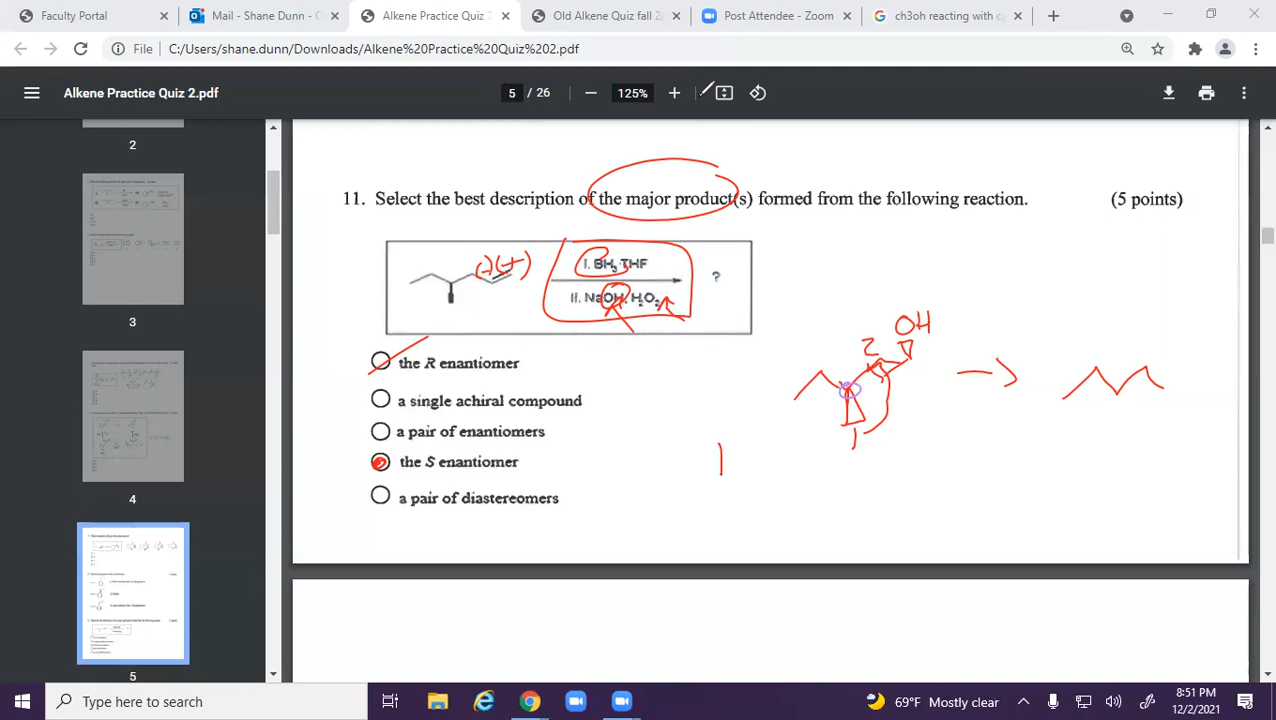 Faculty Portal
Mail - Shane Dunn - C
Alkene Practice Quiz 2.pdf
Old Alkene Quiz fall 2
Post Attendee - Zoom
ch3oh reacting with c
File
C:/Users/shane.dunn/Downloads/Alkene%20Practice%20Quiz%202.pdf
Alkene Practice Quiz 2.pdf
5 / 26
125%
2
3
4
5
11. Select the best description of the major product(s) formed from the following reaction. (5 points)
(-) (+)
I. BH3 THF
II. NaOH, H2O2
?
the R enantiomer
a single achiral compound
a pair of enantiomers
the S enantiomer
a pair of diastereomers
OH
2
1
Type here to search
69°F Mostly clear
8:51 PM
12/2/2021